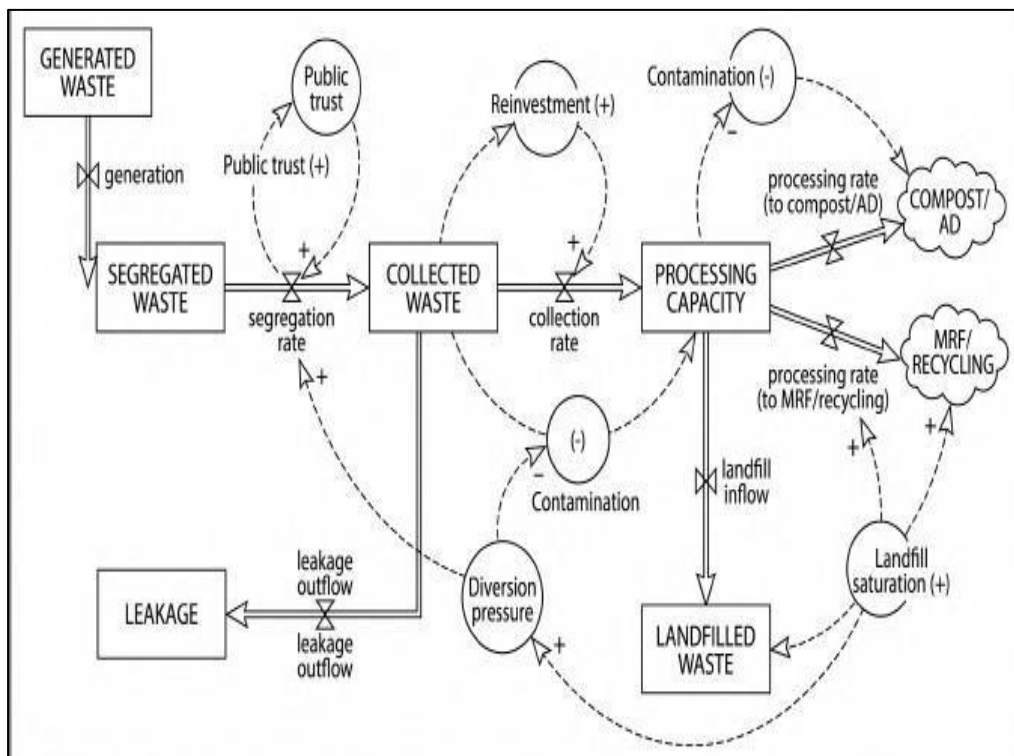 GENERATED
WASTE
Public
trust
Reinvestment (+)
Contamination (-)
−
generation
Public trust (+)
processing rate
(to compost/AD)
COMPOST/
AD
+
+
SEGREGATED
WASTE
COLLECTED
WASTE
PROCESSING
CAPACITY
segregation
rate
collection
rate
MRF/
RECYCLING
processing rate
(to MRF/recycling)
+
+
+
(-)
−
Contamination
landfill
inflow
Landfill
saturation (+)
leakage
outflow
LEAKAGE
leakage
outflow
Diversion
pressure
+
LANDFILLED
WASTE